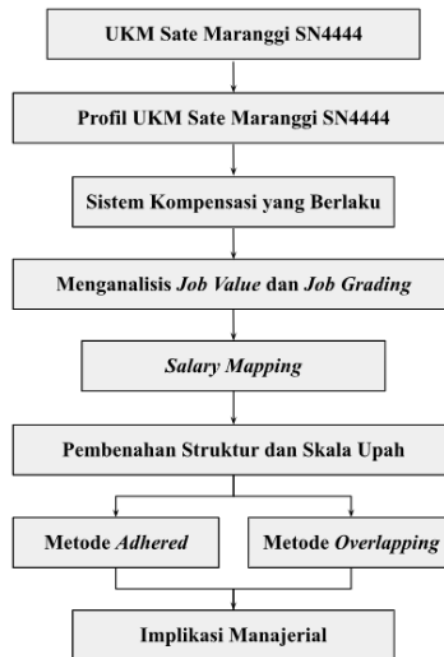 UKM Sate Maranggi SN4444
Profil UKM Sate Maranggi SN4444
Sistem Kompensasi yang Berlaku
Menganalisis Job Value dan Job Grading
Salary Mapping
Pembenahan Struktur dan Skala Upah
Metode Adhered
Metode Overlapping
Implikasi Manajerial